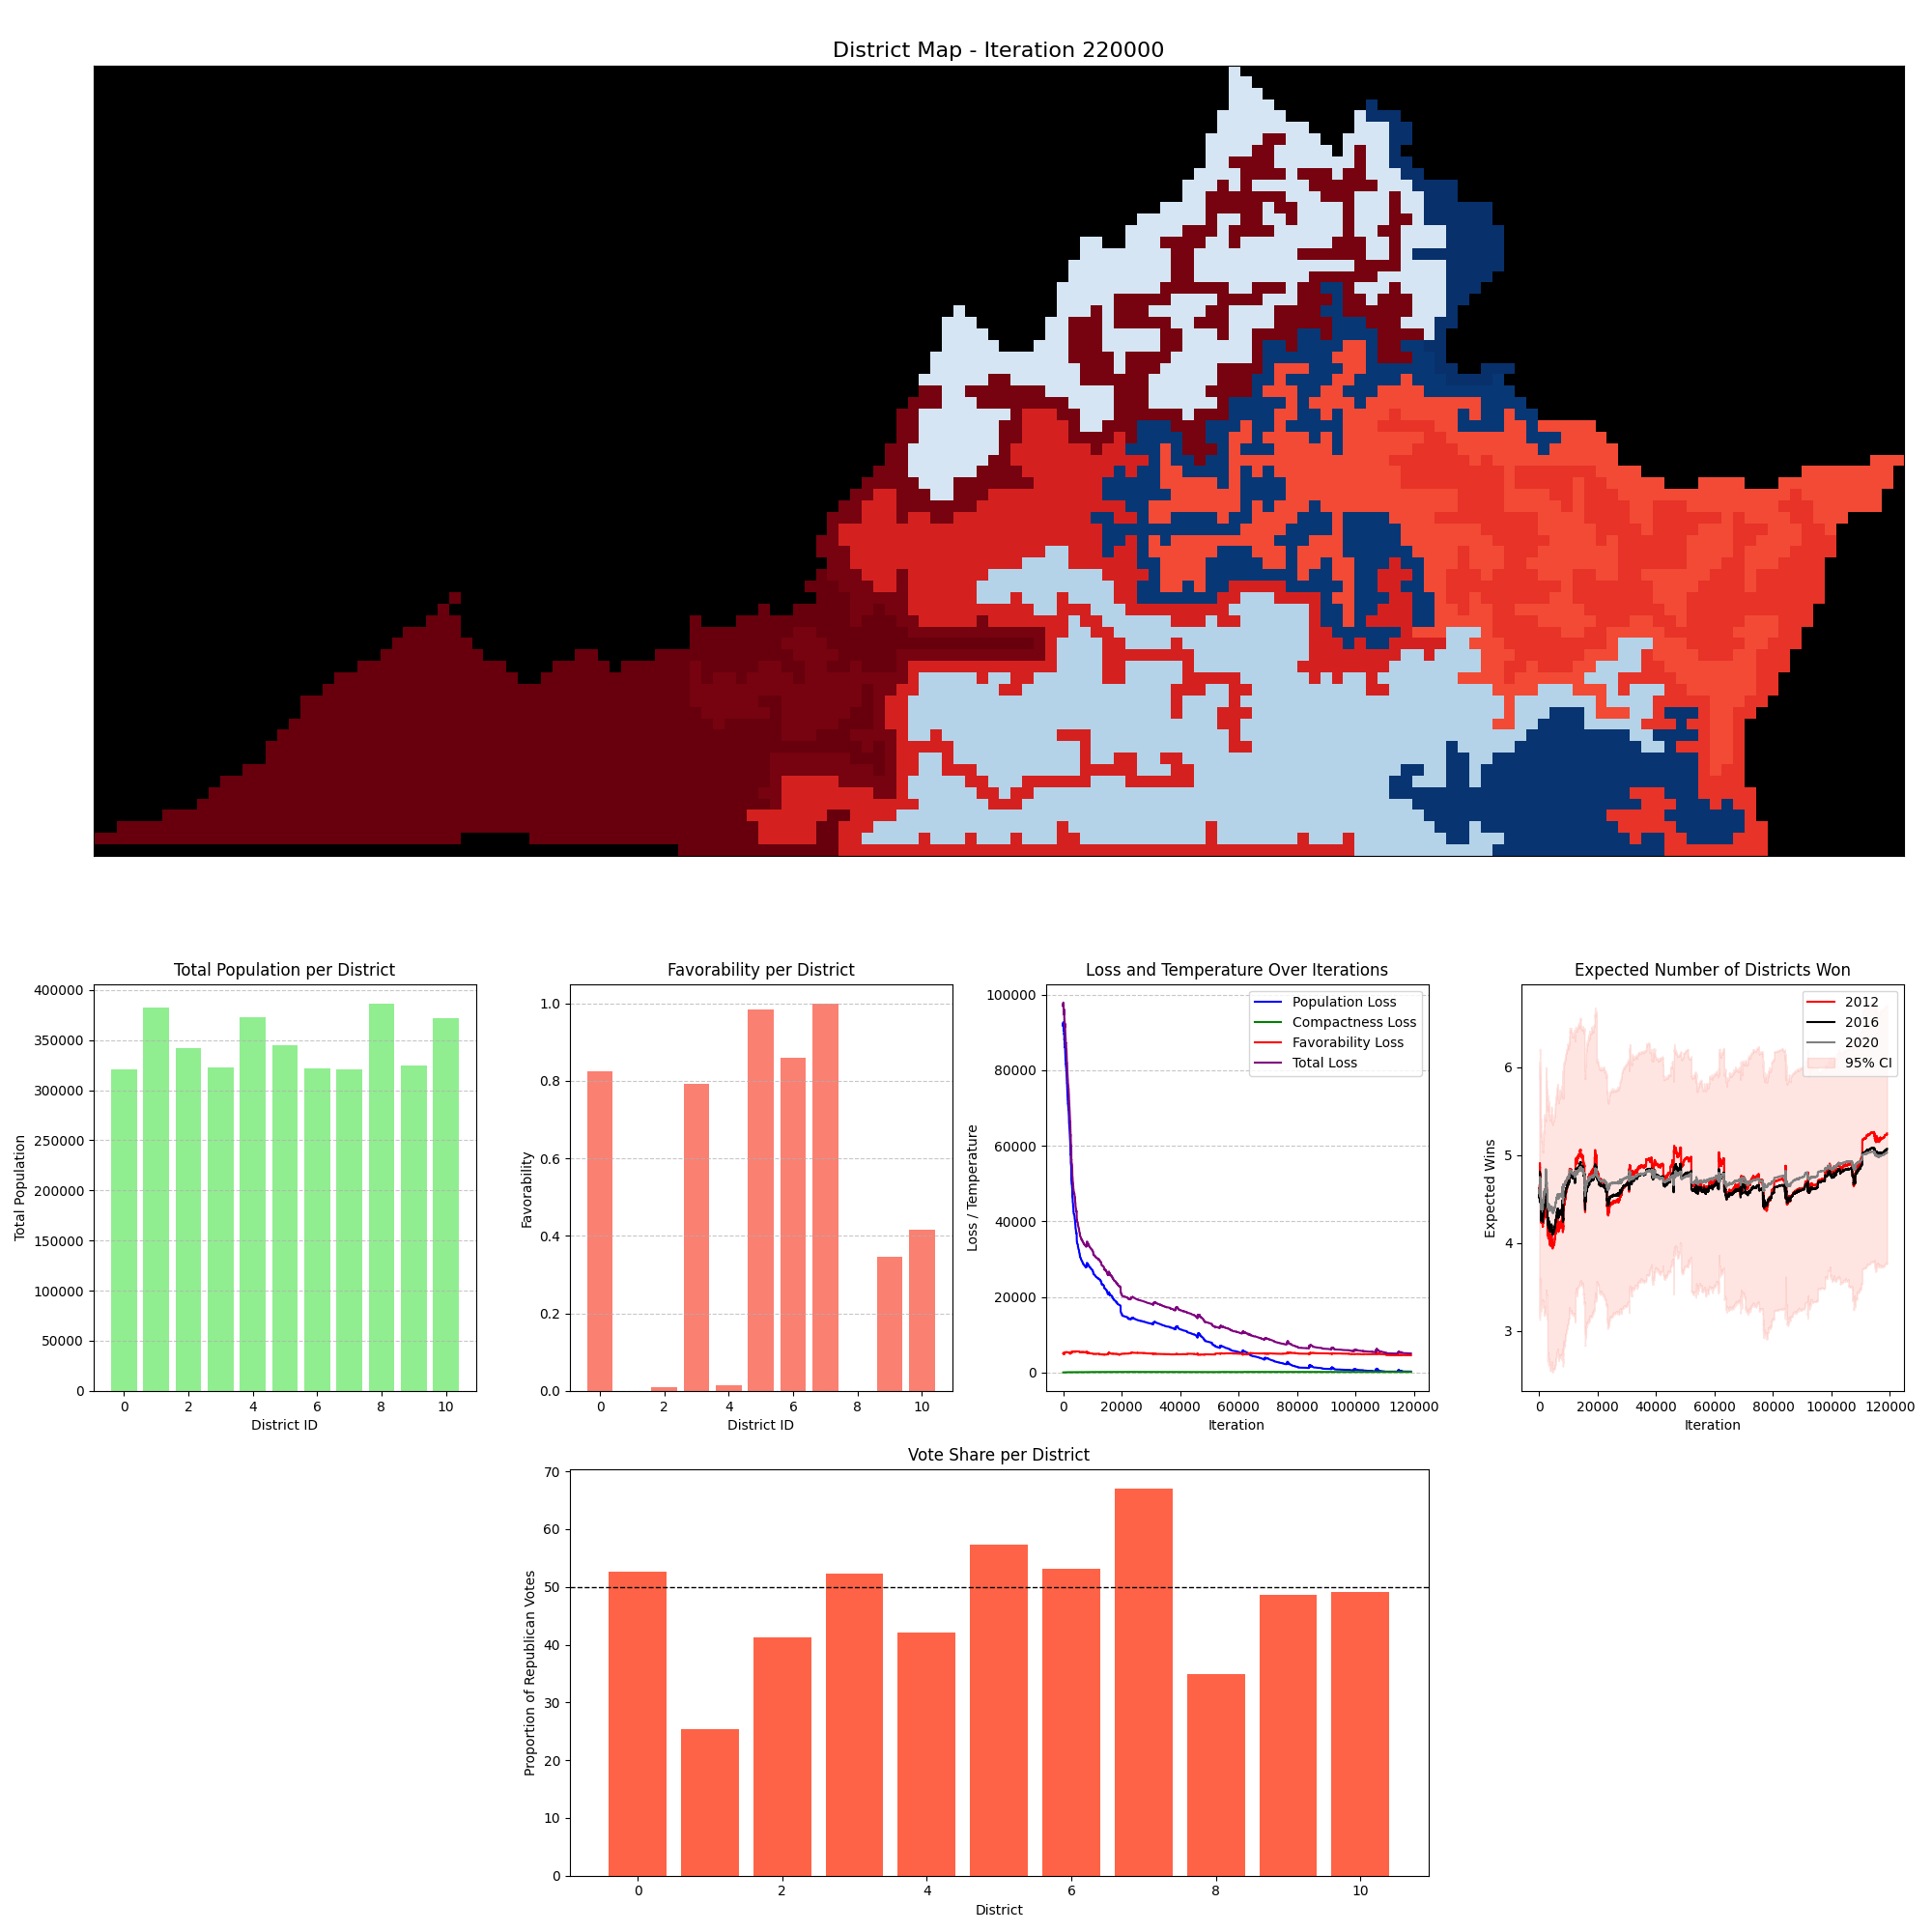 District Map - Iteration 220000
Total Population per District
Total Population
400000
350000
300000
250000
200000
150000
100000
50000
0
0 2 4 6 8 10
District ID
Favorability per District
Favorability
1.0
0.8
0.6
0.4
0.2
0.0
0 2 4 6 8 10
District ID
Loss and Temperature Over Iterations
Loss / Temperature
100000
80000
60000
40000
20000
0
Population Loss
Compactness Loss
Favorability Loss
Total Loss
0 20000 40000 60000 80000 100000 120000
Iteration
Expected Number of Districts Won
Expected Wins
6
5
4
3
2012
2016
2020
95% CI
0 20000 40000 60000 80000 100000 120000
Iteration
Vote Share per District
Proportion of Republican Votes
70
60
50
40
30
20
10
0
0 2 4 6 8 10
District